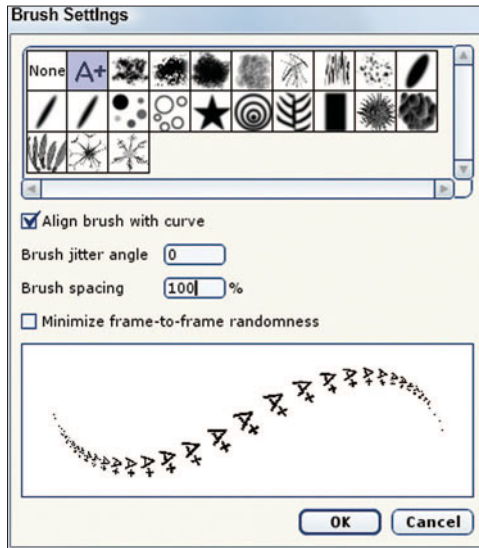 Brush Settings
None A+
Align brush with curve
Brush jitter angle 0
Brush spacing 100 %
Minimize frame-to-frame randomness
A+ A+ A+ A+ A+ A+ A+ A+ A+ A+ A+ A+ A+
OK Cancel